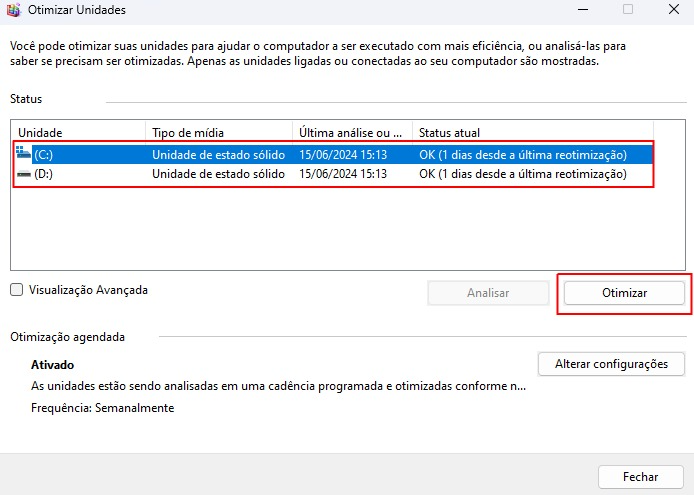 Otimizar Unidades
Você pode otimizar suas unidades para ajudar o computador a ser executado com mais eficiência, ou analisá-las para
saber se precisam ser otimizadas. Apenas as unidades ligadas ou conectadas ao seu computador são mostradas.
Status
Unidade Tipo de mídia Última análise ou ... Status atual
(C:) Unidade de estado sólido 15/06/2024 15:13 OK (1 dias desde a última reotimização)
(D:) Unidade de estado sólido 15/06/2024 15:13 OK (1 dias desde a última reotimização)
Visualização Avançada Analisar Otimizar
Otimização agendada
Ativado Alterar configurações
As unidades estão sendo analisadas em uma cadência programada e otimizadas conforme n...
Frequência: Semanalmente
Fechar